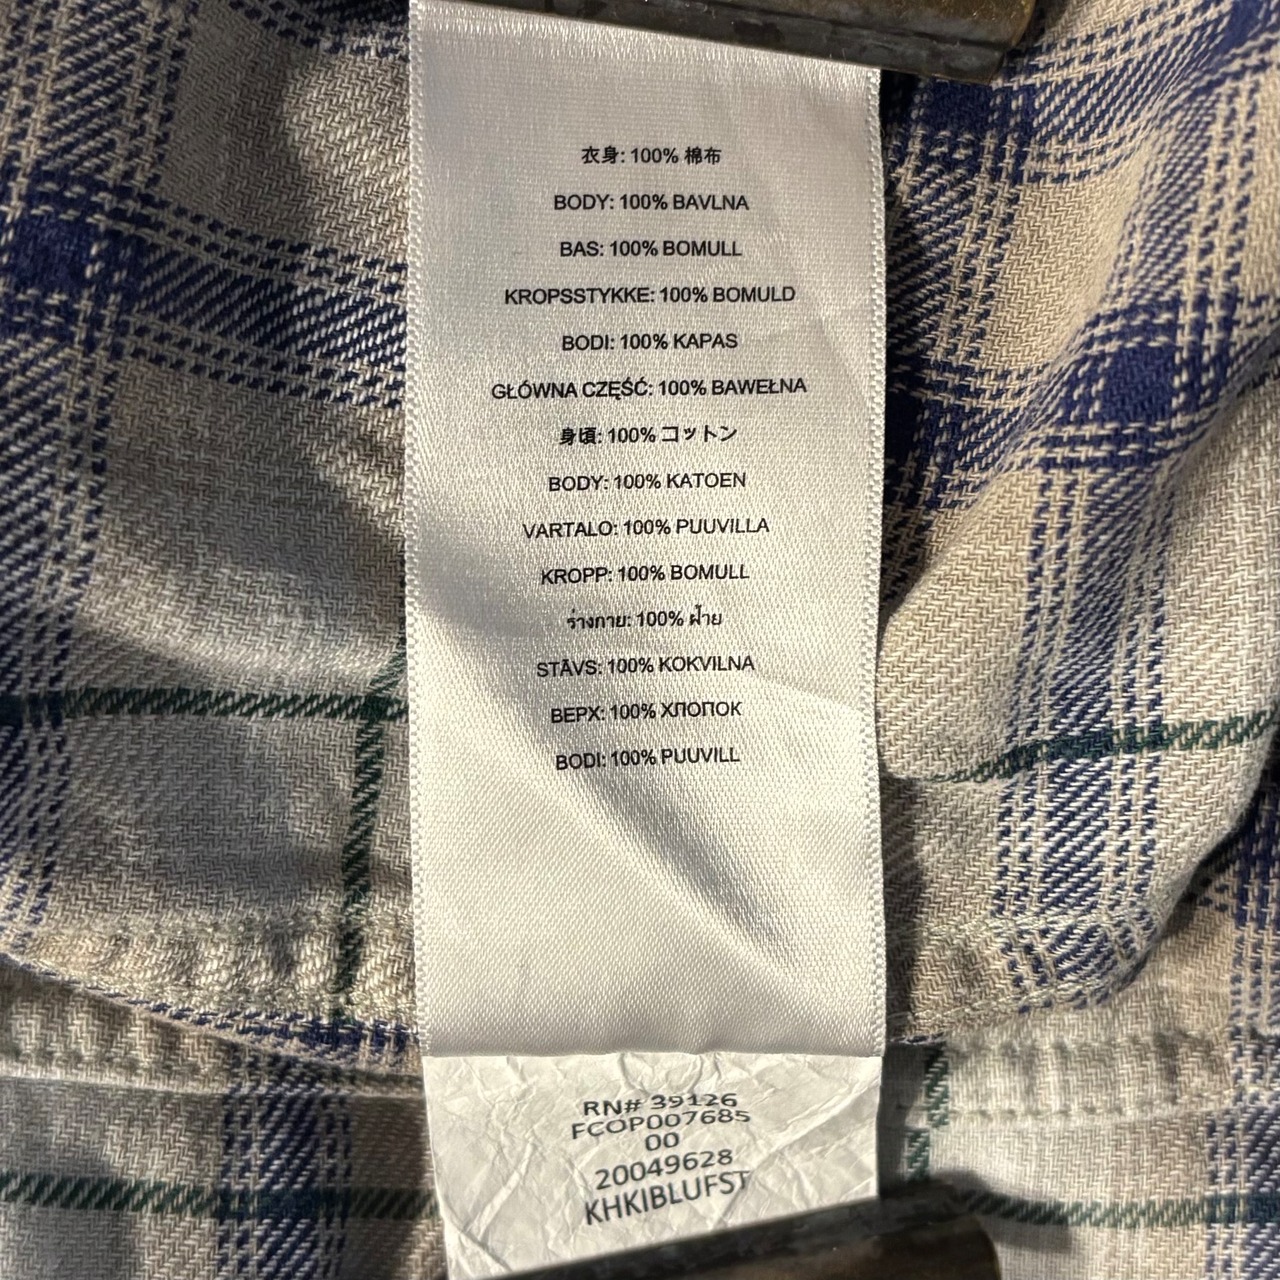 衣身: 100% 棉布
BODY: 100% BAVLNA
BAS: 100% BOMULL
KROPSSTYKKE: 100% BOMULD
BODI: 100% KAPAS
GŁÓWNA CZĘŚĆ: 100% BAWEŁNA
身頃: 100% コットン
BODY: 100% KATOEN
VARTALO: 100% PUUVILLA
KROPP: 100% BOMULL
ร่างกาย: 100% ฝ้าย
STĀVS: 100% KOKVILNA
ВЕРХ: 100% ХЛОПОК
BODI: 100% PUUVILL
RN# 39126
FCOP007685
00
20049628
KHKIBLUFST